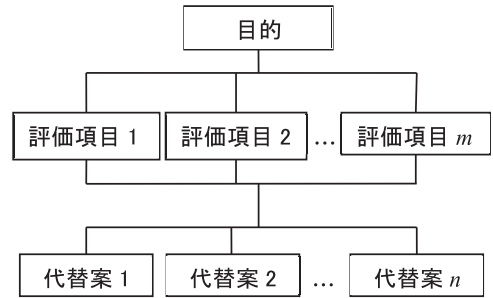 目的
評価項目 1 評価項目 2 … 評価項目 m
代替案 1 代替案 2 … 代替案 n